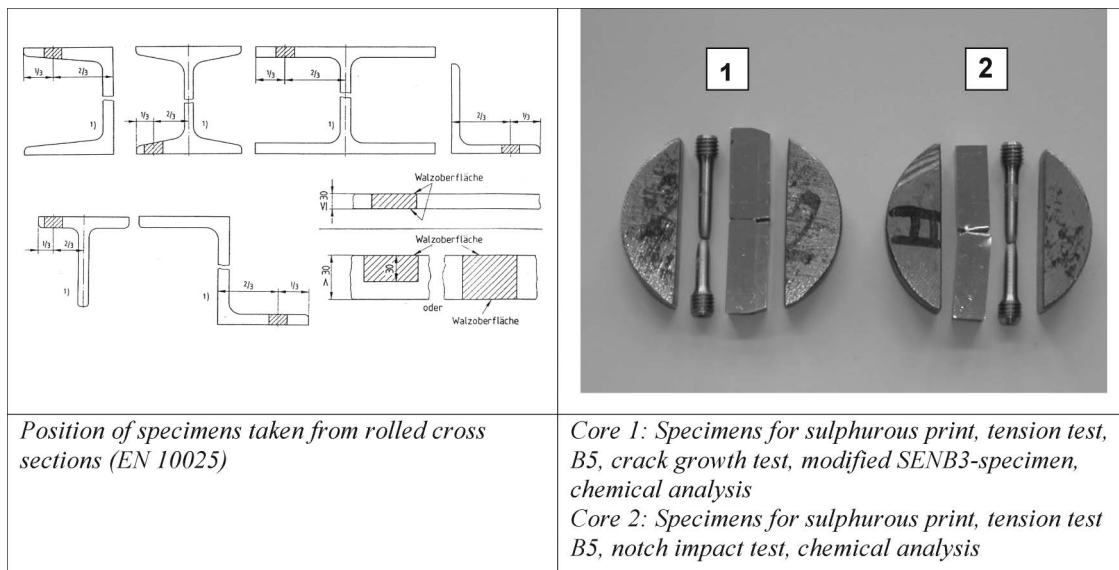 1/3
2/3
1)
1/3
2/3
1)
1/3
2/3
1)
2/3
1/3
Walzoberfläche
≤ 30
1/3
2/3
1)
2/3
1/3
1)
Walzoberfläche
> 30
30
oder
Walzoberfläche
1
2
Position of specimens taken from rolled cross
sections (EN 10025)
Core 1: Specimens for sulphurous print, tension test,
B5, crack growth test, modified SENB3-specimen,
chemical analysis
Core 2: Specimens for sulphurous print, tension test
B5, notch impact test, chemical analysis